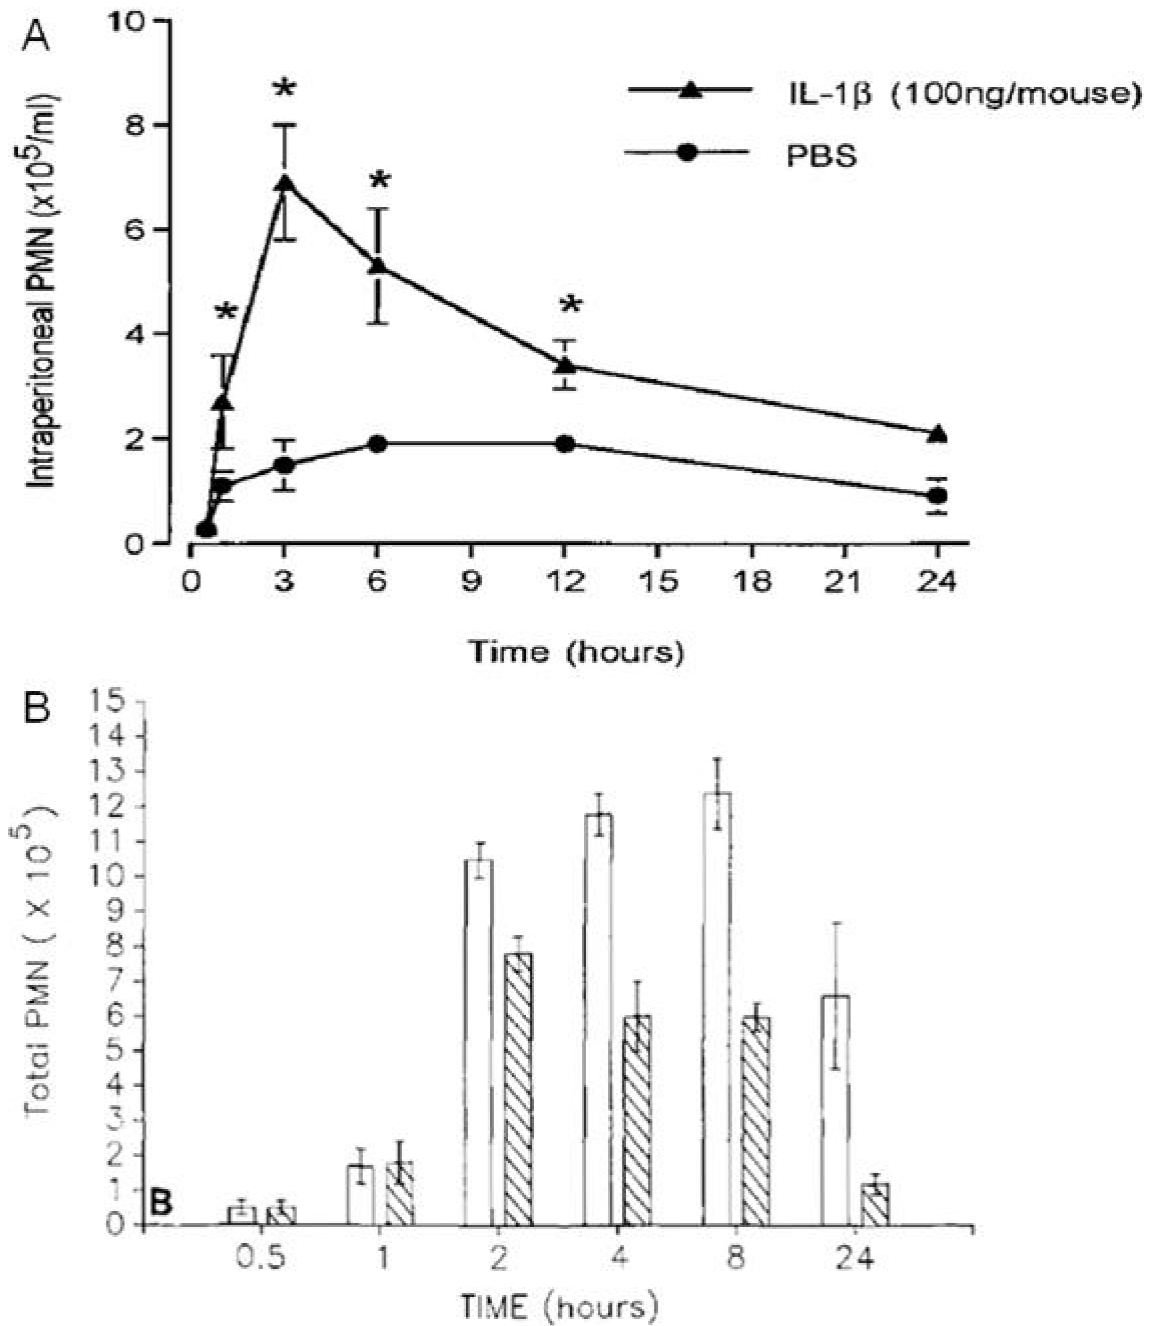 A
10
8
6
4
2
0
Intraperitoneal PMN (x10⁵/ml)
*
*
*
*
IL-1β (100ng/mouse)
PBS
0 3 6 9 12 15 18 21 24
Time (hours)
B
15
14
13
12
11
10
9
8
7
6
5
4
3
2
1
0
Total PMN ( X 10⁵ )
B
0.5 1 2 4 8 24
TIME (hours)